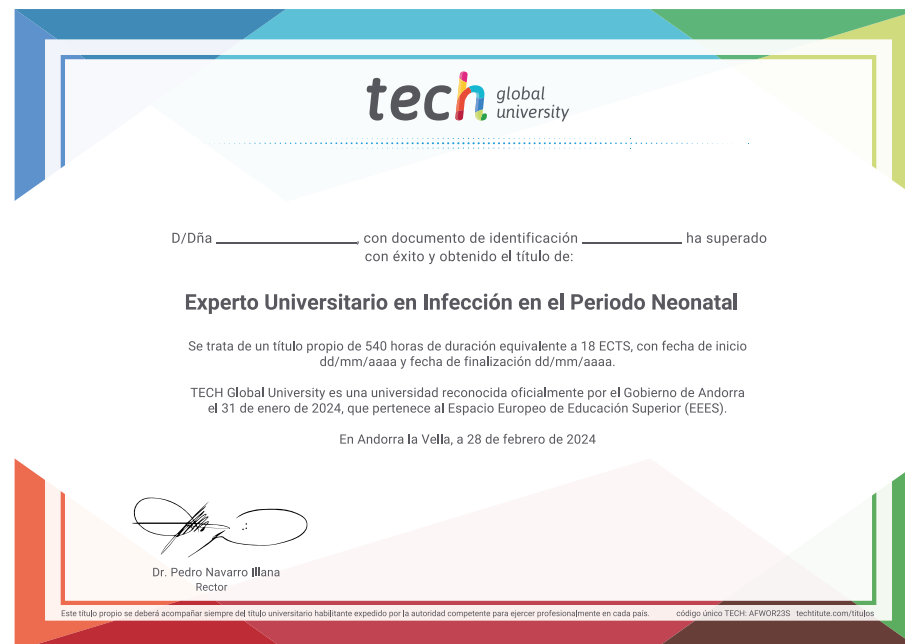 tech global university
D/Dña ____________________, con documento de identificación ______________ ha superado
con éxito y obtenido el título de:
Experto Universitario en Infección en el Periodo Neonatal
Se trata de un título propio de 540 horas de duración equivalente a 18 ECTS, con fecha de inicio
dd/mm/aaaa y fecha de finalización dd/mm/aaaa.
TECH Global University es una universidad reconocida oficialmente por el Gobierno de Andorra
el 31 de enero de 2024, que pertenece al Espacio Europeo de Educación Superior (EEES).
En Andorra la Vella, a 28 de febrero de 2024
Dr. Pedro Navarro Illana
Rector
Este título propio se deberá acompañar siempre del título universitario habilitante expedido por la autoridad competente para ejercer profesionalmente en cada país. código único TECH: AFWOR23S techtitute.com/titulos